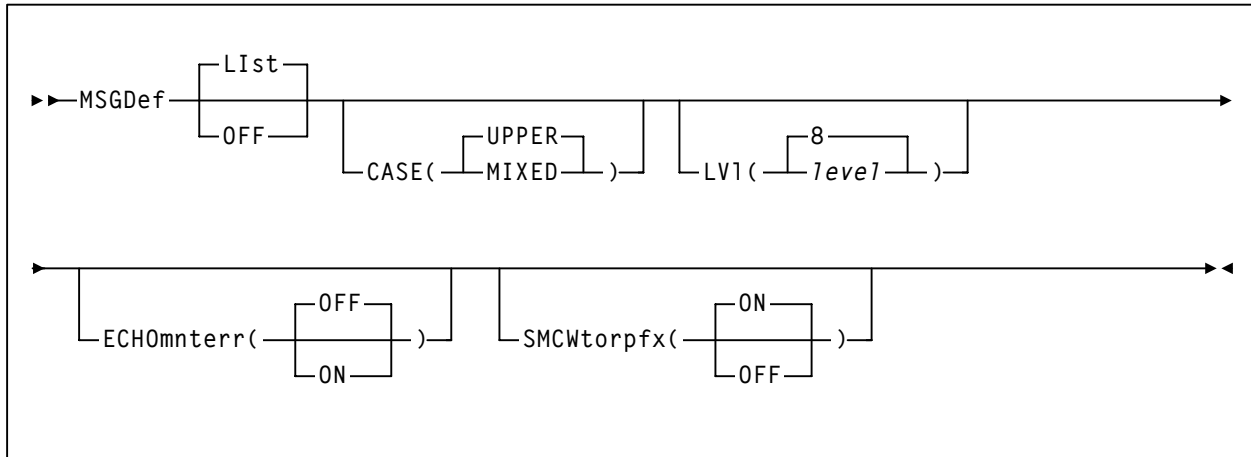 LIst
MSGDef
OFF
UPPER
CASE( MIXED )
8
LVl( level )
OFF
ECHOmnterr( )
ON
ON
SMCWtorpfx( )
OFF